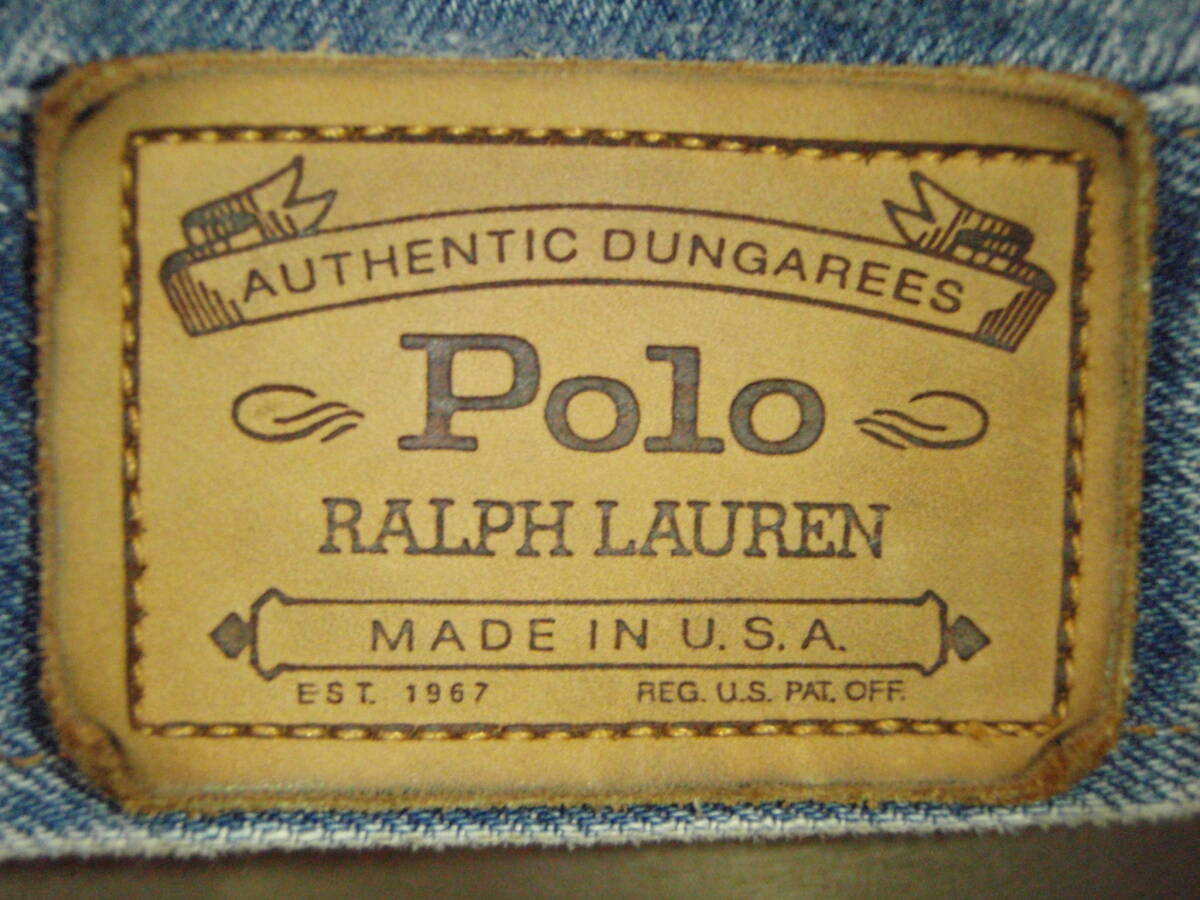 AUTHENTIC DUNGAREES
Polo
RALPH LAUREN
MADE IN U.S.A.
EST. 1967 REG. U.S. PAT. OFF.